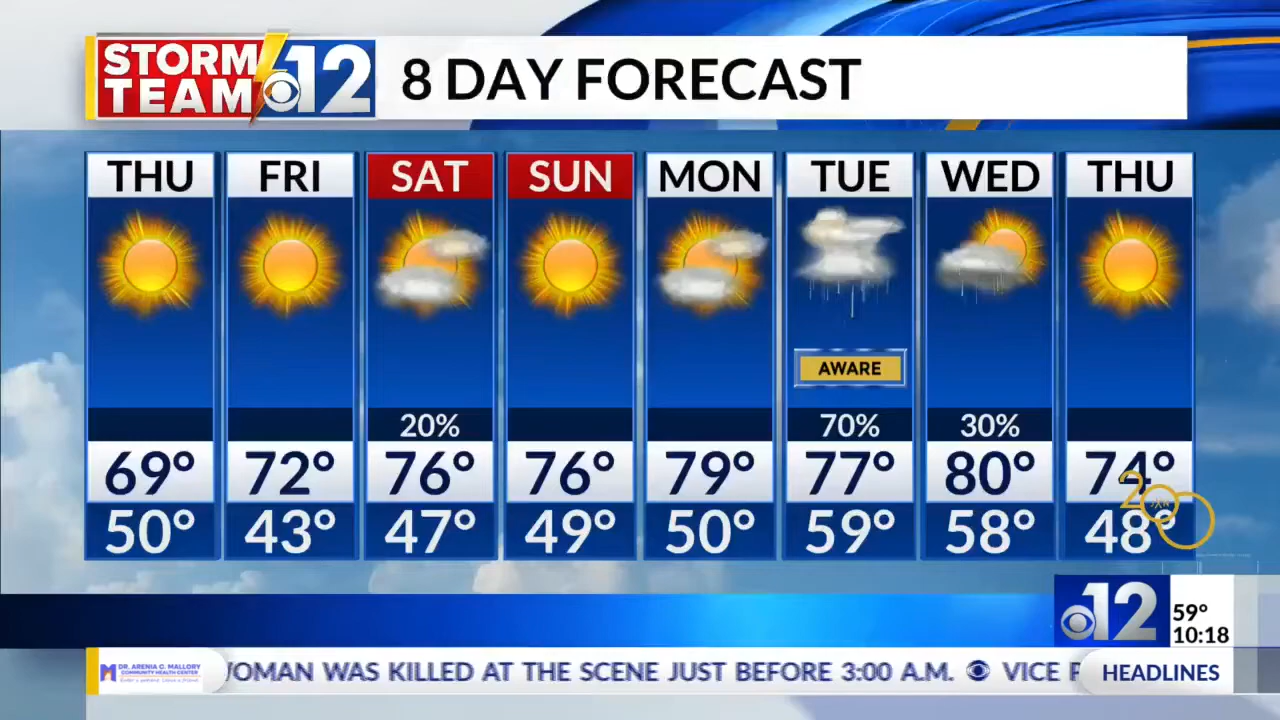 STORM TEAM 12
8 DAY FORECAST
THU FRI SAT SUN MON TUE WED THU
AWARE
20% 70% 30%
69° 72° 76° 76° 79° 77° 80° 74°
50° 43° 47° 49° 50° 59° 58° 48°
200
12
59°
10:18
DR. ARENIA C. MALLORY
COMMUNITY HEALTH CENTER
WOMAN WAS KILLED AT THE SCENE JUST BEFORE 3:00 A.M. VICE
HEADLINES